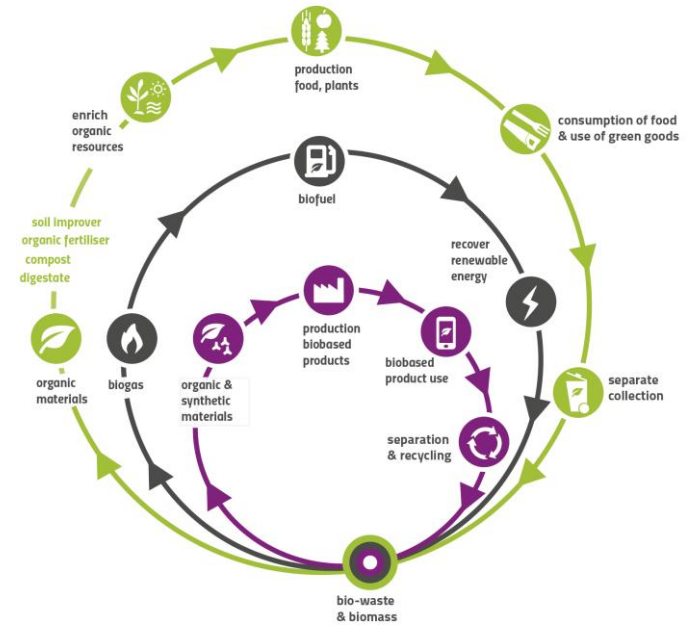 production
food, plants
enrich
organic
resources
consumption of food
& use of green goods
biofuel
soil improver
organic fertiliser
compost
digestate
recover
renewable
energy
production
biobased
products
biobased
product use
organic
materials
biogas
organic &
synthetic
materials
separate
collection
separation
& recycling
bio-waste
& biomass